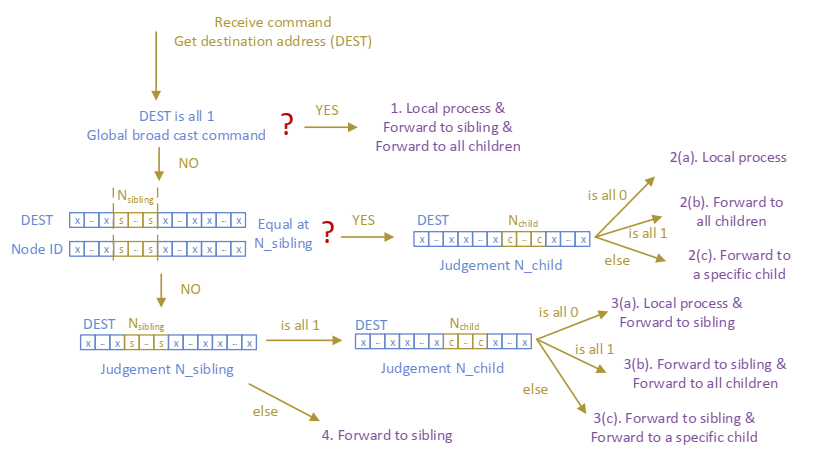 Receive command
Get destination address (DEST)
DEST is all 1
Global broad cast command
?
YES
1. Local process &
Forward to sibling &
Forward to all children
NO
N_sibling
DEST
x .. x s .. s x .. x x .. x
Node ID
x .. x s .. s x .. x x .. x
Equal at
N_sibling
?
YES
DEST
N_child
x .. x x .. x c .. c x .. x
Judgement N_child
is all 0
2(a). Local process
is all 1
2(b). Forward to
all children
else
2(c). Forward to
a specific child
NO
DEST
N_sibling
x .. x s .. s x .. x x .. x
Judgement N_sibling
is all 1
DEST
N_child
x .. x x .. x c .. c x .. x
Judgement N_child
is all 0
3(a). Local process &
Forward to sibling
is all 1
3(b). Forward to sibling &
Forward to all children
else
3(c). Forward to sibling &
Forward to a specific child
else
4. Forward to sibling